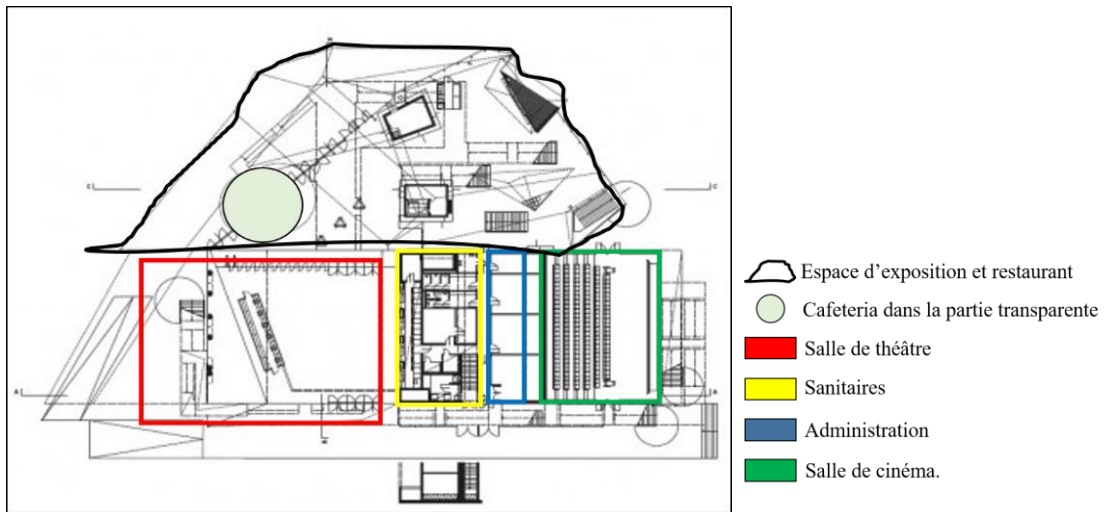 C
C
A
A
Espace d’exposition et restaurant
Cafeteria dans la partie transparente
Salle de théâtre
Sanitaires
Administration
Salle de cinéma.